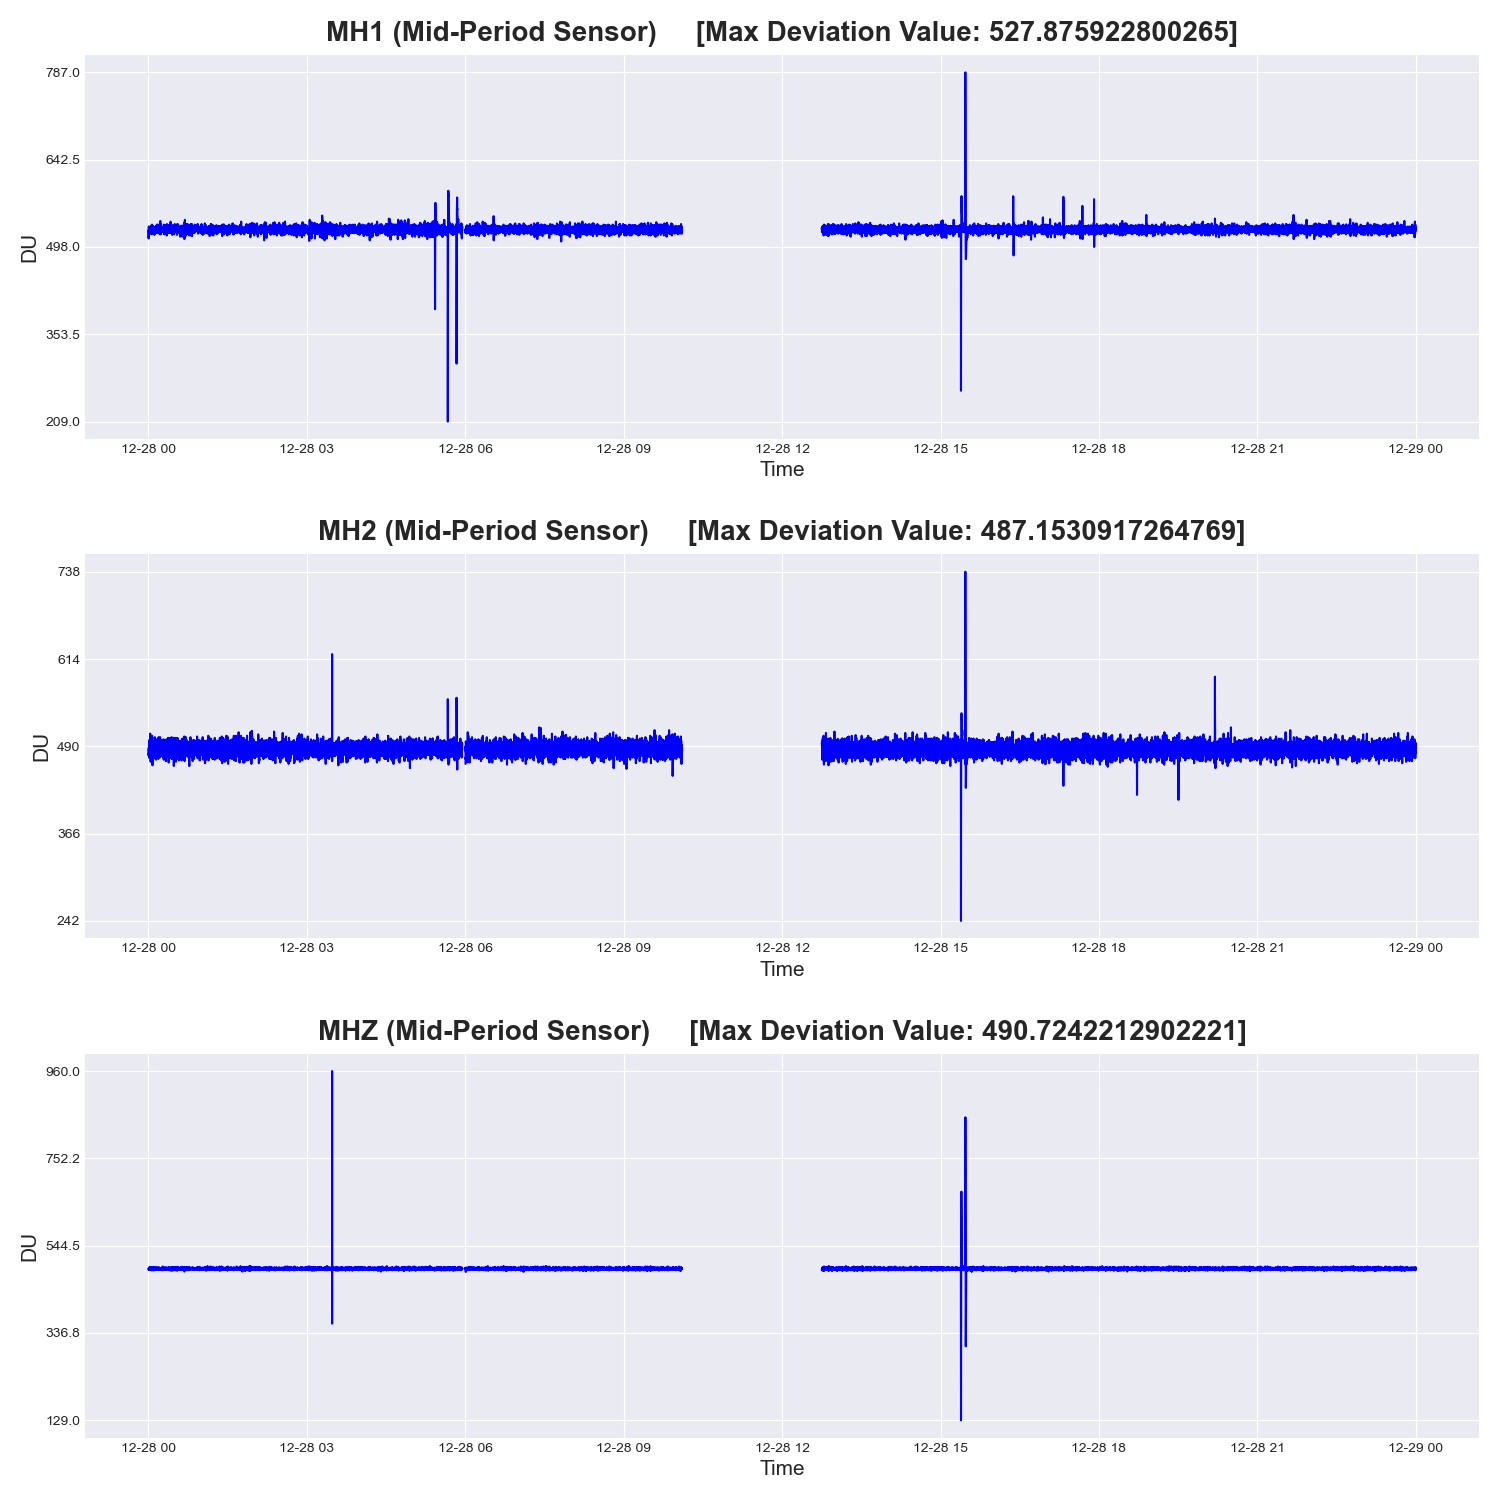 MH1 (Mid-Period Sensor) [Max Deviation Value: 527.875922800265]
787.0
642.5
498.0
353.5
209.0
DU
12-28 00 12-28 03 12-28 06 12-28 09 12-28 12 12-28 15 12-28 18 12-28 21 12-29 00
Time
MH2 (Mid-Period Sensor) [Max Deviation Value: 487.1530917264769]
738
614
490
366
242
DU
12-28 00 12-28 03 12-28 06 12-28 09 12-28 12 12-28 15 12-28 18 12-28 21 12-29 00
Time
MHZ (Mid-Period Sensor) [Max Deviation Value: 490.7242212902221]
960.0
752.2
544.5
336.8
129.0
DU
12-28 00 12-28 03 12-28 06 12-28 09 12-28 12 12-28 15 12-28 18 12-28 21 12-29 00
Time